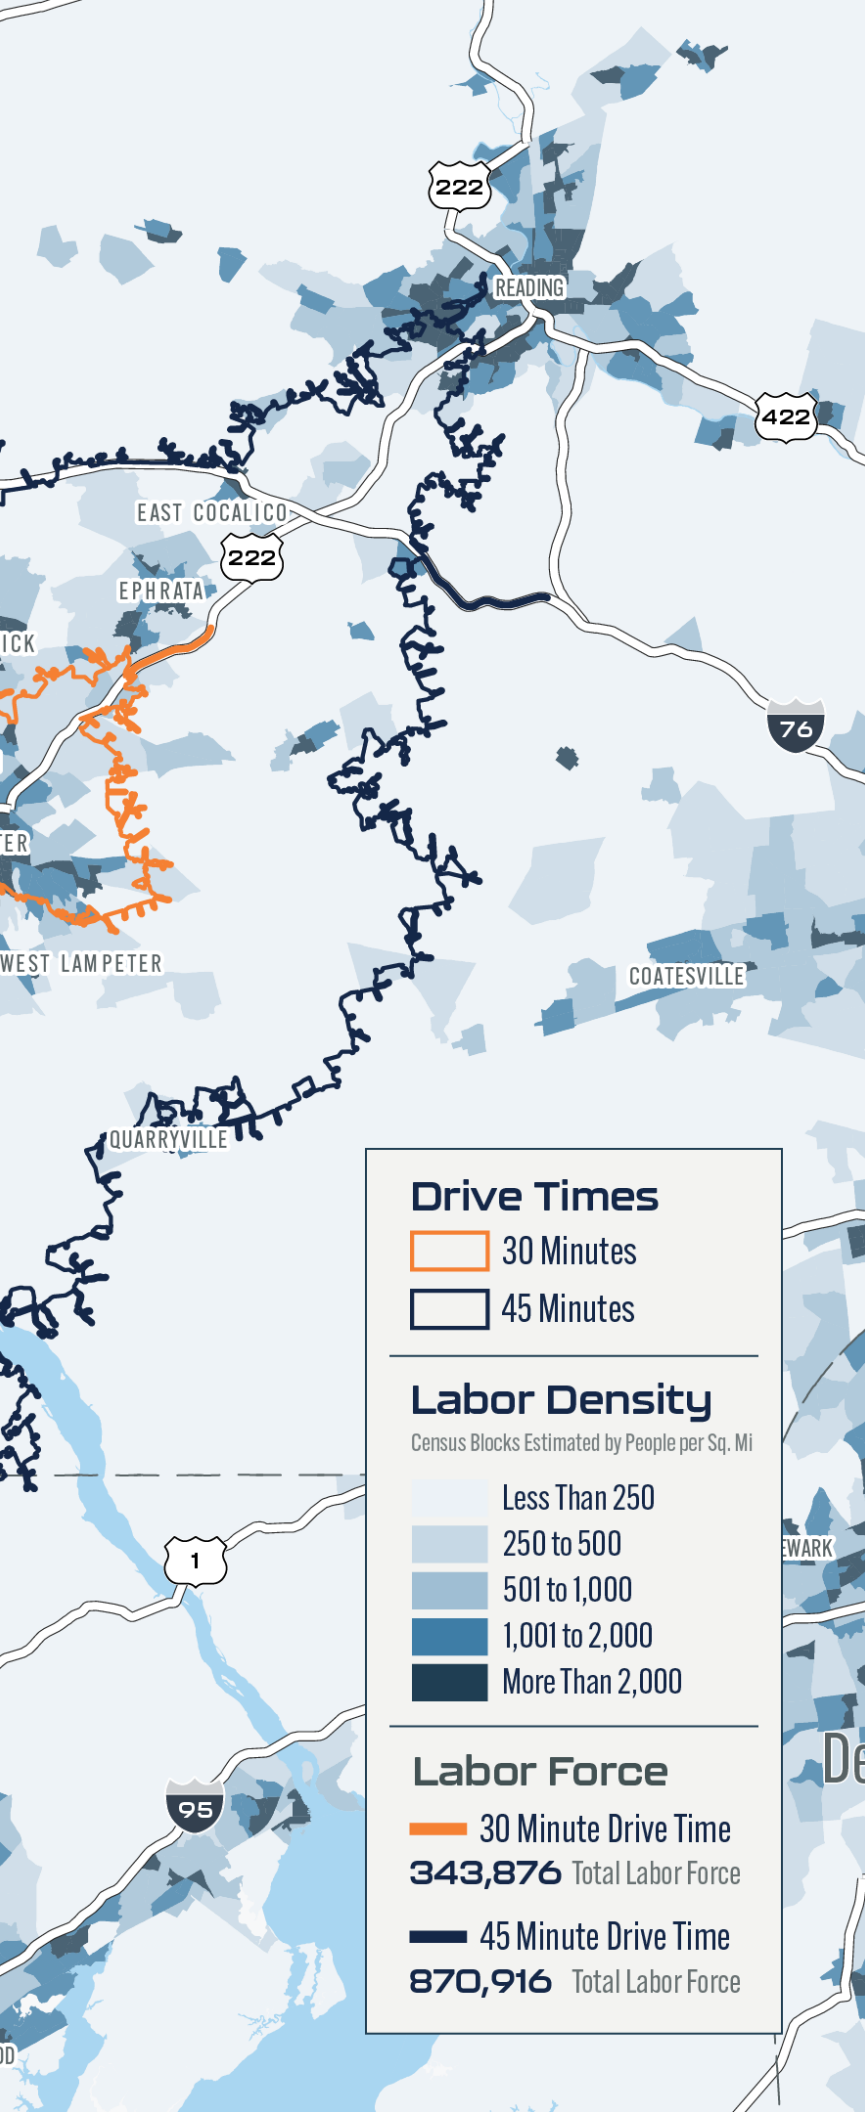 222
READING
422
EAST COCALICO
222
EPHRATA
ICK
76
TER
WEST LAMPETER
COATESVILLE
QUARRYVILLE
Drive Times
30 Minutes
45 Minutes
Labor Density
Census Blocks Estimated by People per Sq. Mi
Less Than 250
250 to 500
501 to 1,000
1,001 to 2,000
More Than 2,000
1
EWARK
De
95
Labor Force
30 Minute Drive Time
343,876 Total Labor Force
45 Minute Drive Time
870,916 Total Labor Force
OD